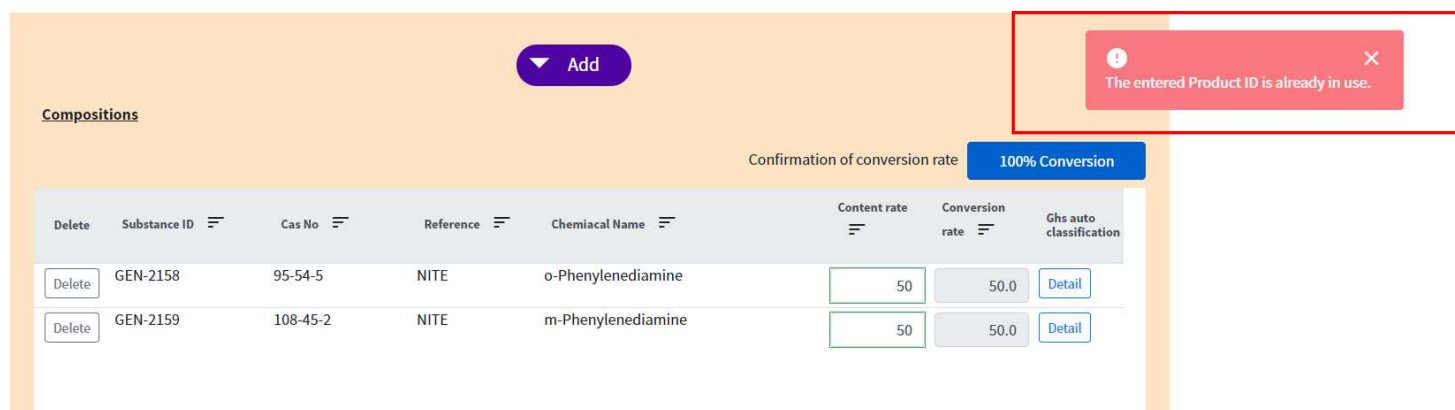 Add
The entered Product ID is already in use.
Compositions
Confirmation of conversion rate 100% Conversion
Delete Substance ID Cas No Reference Chemiacal Name Content rate Conversion rate Ghs auto classification
Delete GEN-2158 95-54-5 NITE o-Phenylenediamine 50 50.0 Detail
Delete GEN-2159 108-45-2 NITE m-Phenylenediamine 50 50.0 Detail